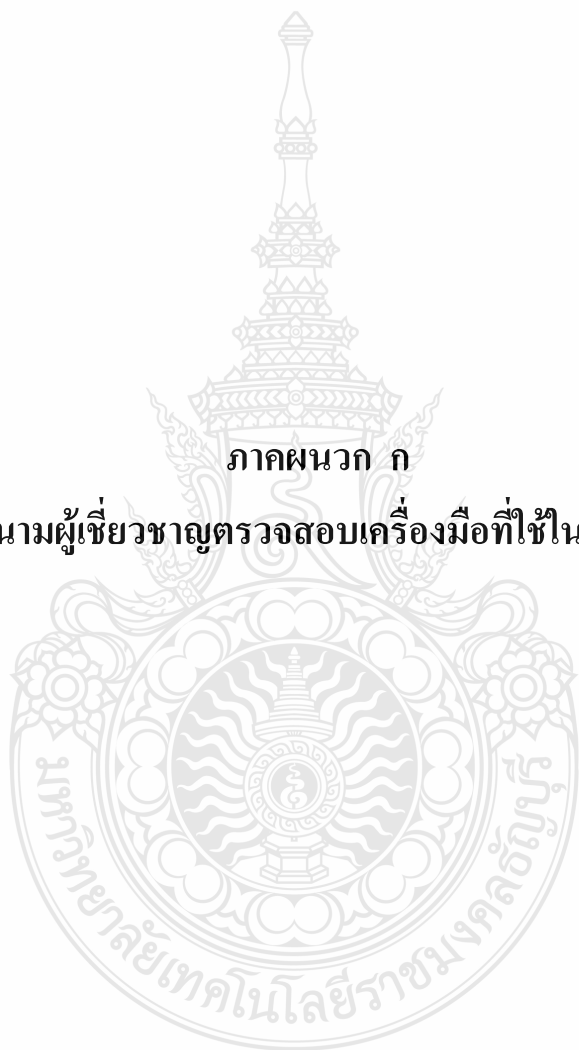 ภาคผนวก ก
นามผู้เชี่ยวชาญตรวจสอบเครื่องมือที่ใช้ใน
มหาวิทยาลัยเทคโนโลยีราชมงคลธัญบุรี